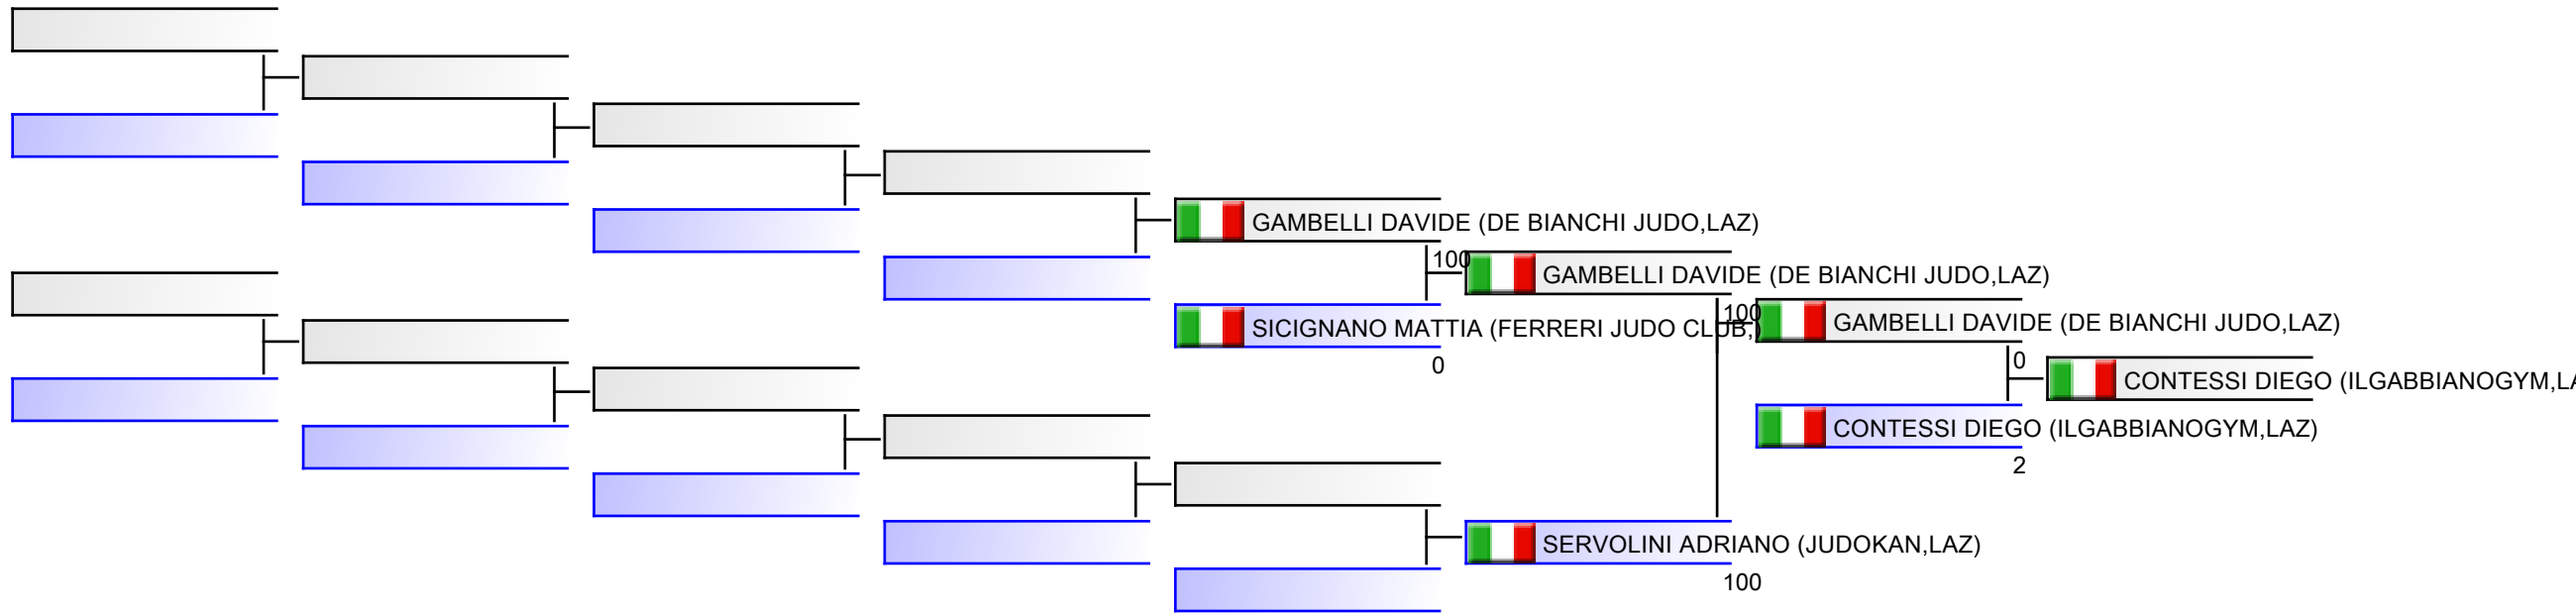 GAMBELLI DAVIDE (DE BIANCHI JUDO,LAZ)
100
GAMBELLI DAVIDE (DE BIANCHI JUDO,LAZ)
100
SICIGNANO MATTIA (FERRERI JUDO CLUB,)
0
GAMBELLI DAVIDE (DE BIANCHI JUDO,LAZ)
0
CONTESSI DIEGO (ILGABBIANOGYM,LA
CONTESSI DIEGO (ILGABBIANOGYM,LAZ)
2
SERVOLINI ADRIANO (JUDOKAN,LAZ)
100